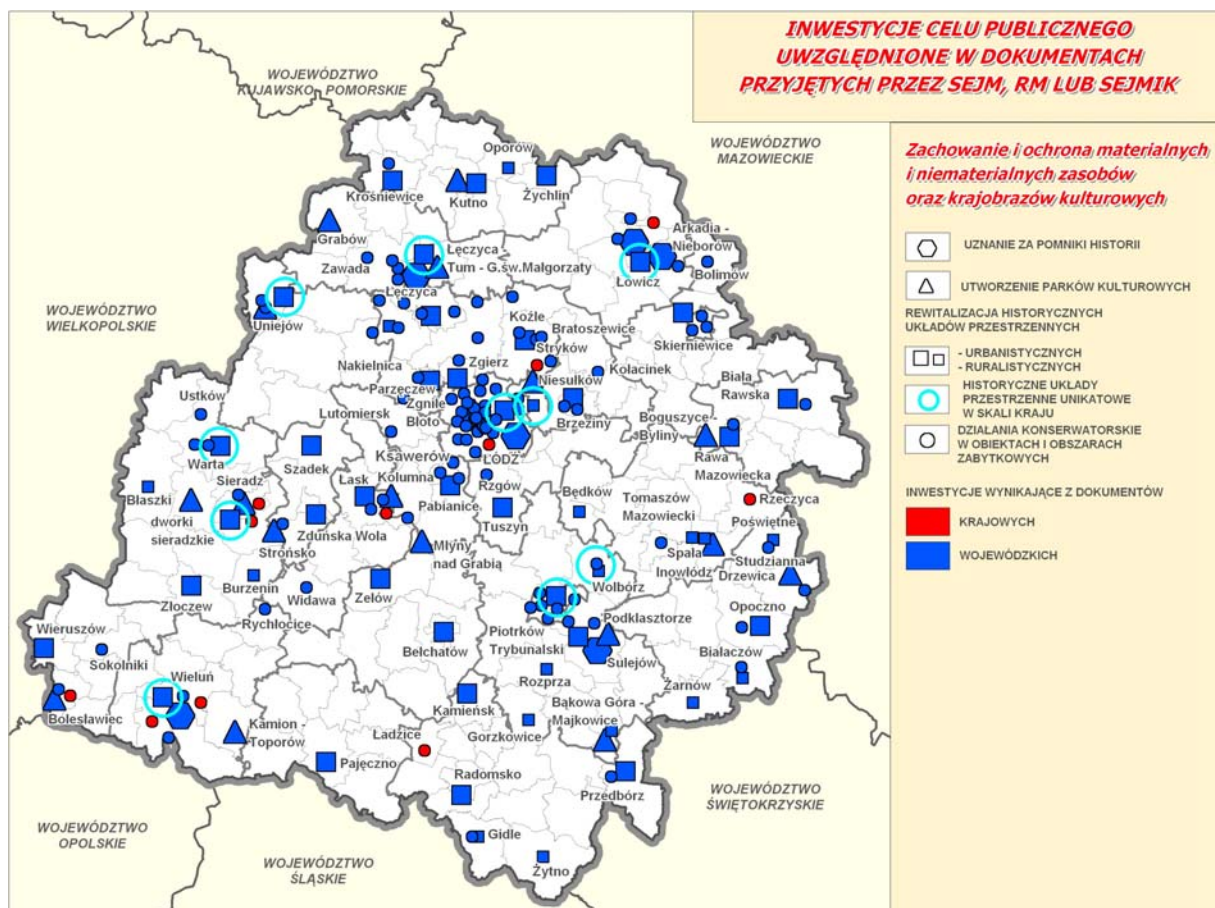 INWESTYCJE CELU PUBLICZNEGO
UWZGLĘDNIONE W DOKUMENTACH
PRZYJĘTYCH PRZEZ SEJM, RM LUB SEJMIK
WOJEWÓDZTWO
KUJAWSKO - POMORSKIE
WOJEWÓDZTWO
MAZOWIECKIE
WOJEWÓDZTWO
WIELKOPOLSKIE
WOJEWÓDZTWO
OPOLSKIE
WOJEWÓDZTWO
ŚLĄSKIE
WOJEWÓDZTWO
ŚWIĘTOKRZYSKIE
Oporów
Krośniewice
Kutno
Żychlin
Grabów
Zawada
Łęczyca -
Tum - G.św.Małgorzaty
Łęczyca
Arkadia -
Nieborów
Bolimów
Łowicz
Uniejów
Koźle
Bratoszewice
Stryków
Skierniewice
Nakielnica
Zgierz
Kołacinek
Parzęczew
Niesułków
Biała
Rawska
Ustków
Lutomiersk
Zgniłe
Błoto
Brzeziny
Boguszyce -
Byliny
Warta
Szadek
Ksawerów
ŁÓDŹ
Rawa
Mazowiecka
Sieradz
Łask
Kolumna
Rzgów
Błaszki
Pabianice
Będków
Tomaszów
Mazowiecki
Rzeczyca
dworki
sieradzkie
Zduńska Wola
Tuszyn
Poświętne
Strońsko
Młyny
nad Grabią
Spała
Inowłódz
Studzianna
Drzewica
Burzenin
Widawa
Zelów
Wolbórz
Złoczew
Rychłocice
Podklasztorze
Opoczno
Wieruszów
Sokolniki
Piotrków
Trybunalski
Białaczów
Bełchatów
Sulejów
Wieluń
Rozprza
Żarnów
Bolesławiec
Kamieńsk
Bąkowa Góra -
Majkowice
Kamion -
Toporów
Ładzice
Gorzkowice
Pajęczno
Radomsko
Przedbórz
Gidle
Żytno
Zachowanie i ochrona materialnych
i niematerialnych zasobów
oraz krajobrazów kulturowych
UZNANIE ZA POMNIKI HISTORII
UTWORZENIE PARKÓW KULTUROWYCH
REWITALIZACJA HISTORYCZNYCH
UKŁADÓW PRZESTRZENNYCH
- URBANISTYCZNYCH
- RURALISTYCZNYCH
HISTORYCZNE UKŁADY
PRZESTRZENNE UNIKATOWE
W SKALI KRAJU
DZIAŁANIA KONSERWATORSKIE
W OBIEKTACH I OBSZARACH
ZABYTKOWYCH
INWESTYCJE WYNIKAJĄCE Z DOKUMENTÓW
KRAJOWYCH
WOJEWÓDZKICH